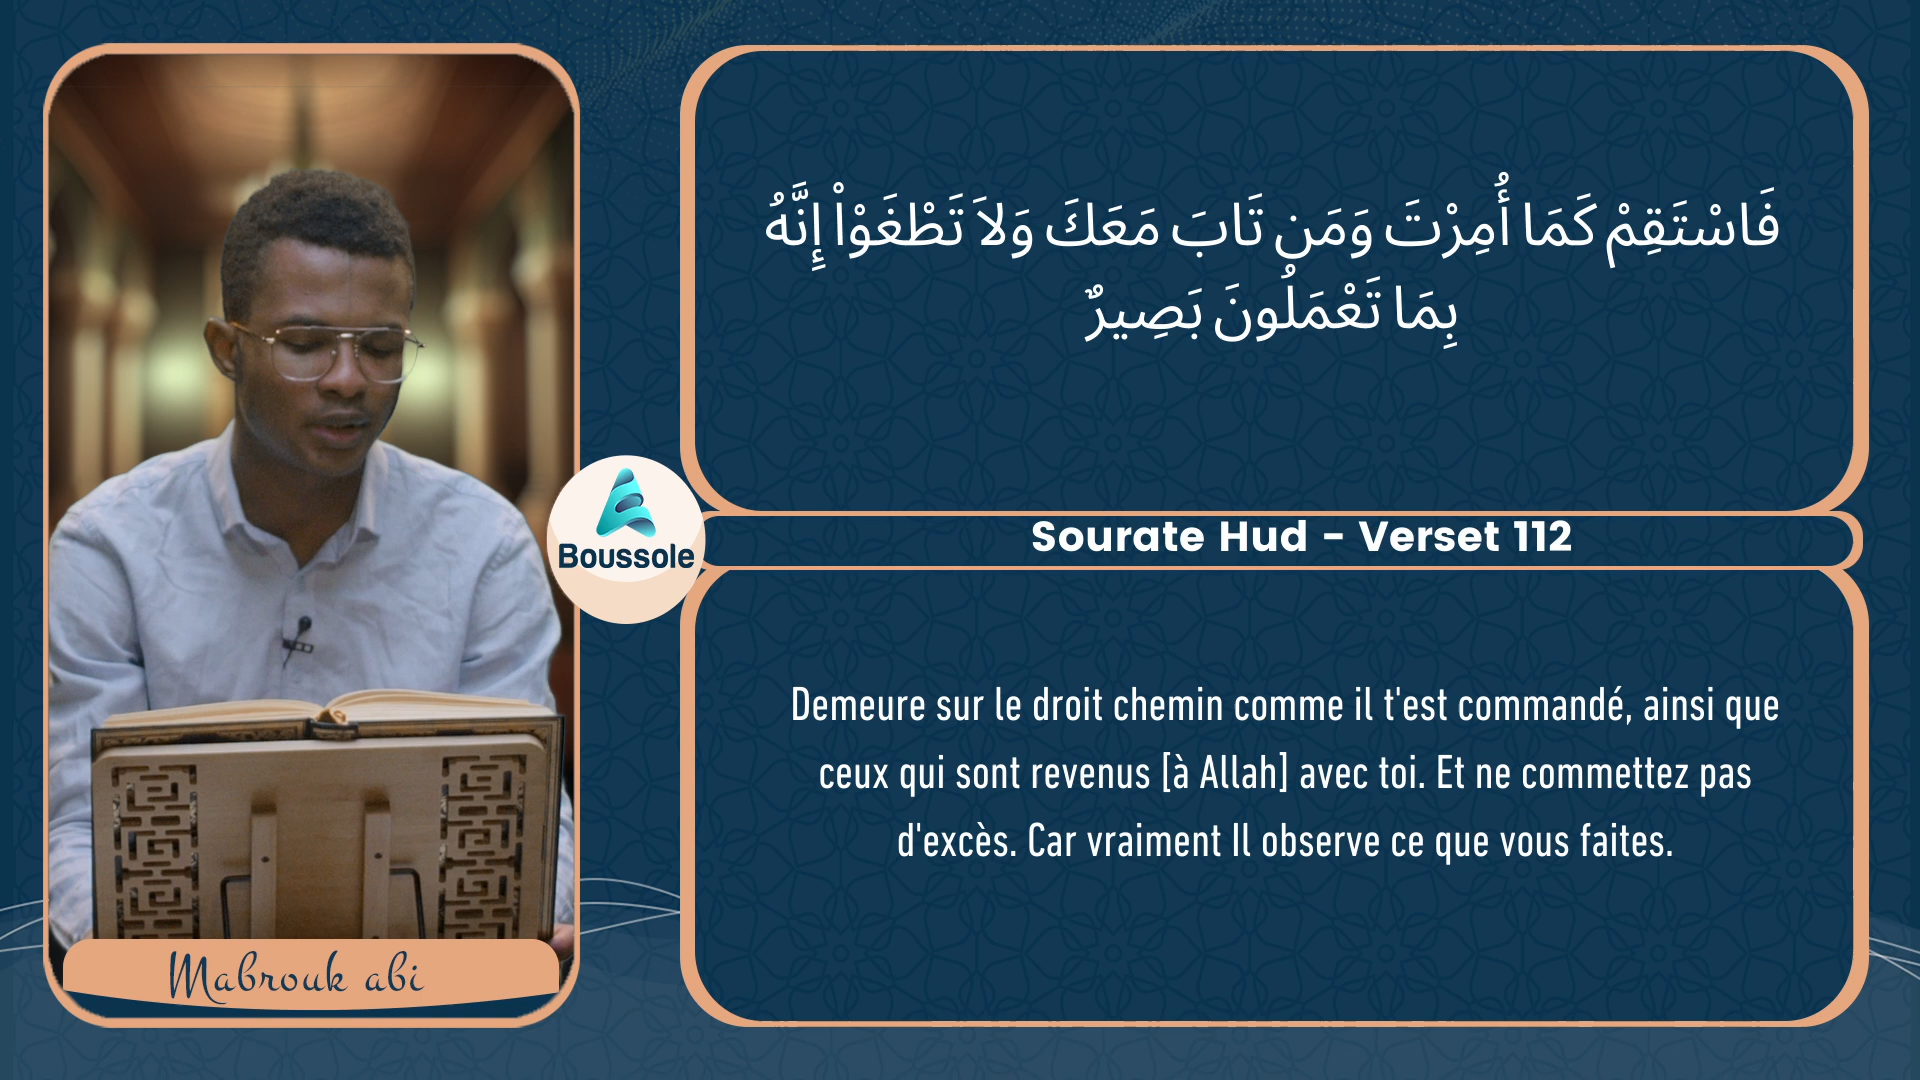 فَاسْتَقِمْ كَمَا أُمِرْتَ وَمَن تَابَ مَعَكَ وَلاَ تَطْغَوْاْ إِنَّهُ
بِمَا تَعْمَلُونَ بَصِيرٌ
Boussole
Sourate Hud - Verset 112
Demeure sur le droit chemin comme il t'est commandé, ainsi que
ceux qui sont revenus [à Allah] avec toi. Et ne commettez pas
d'excès. Car vraiment Il observe ce que vous faites.
Mabrouk abi